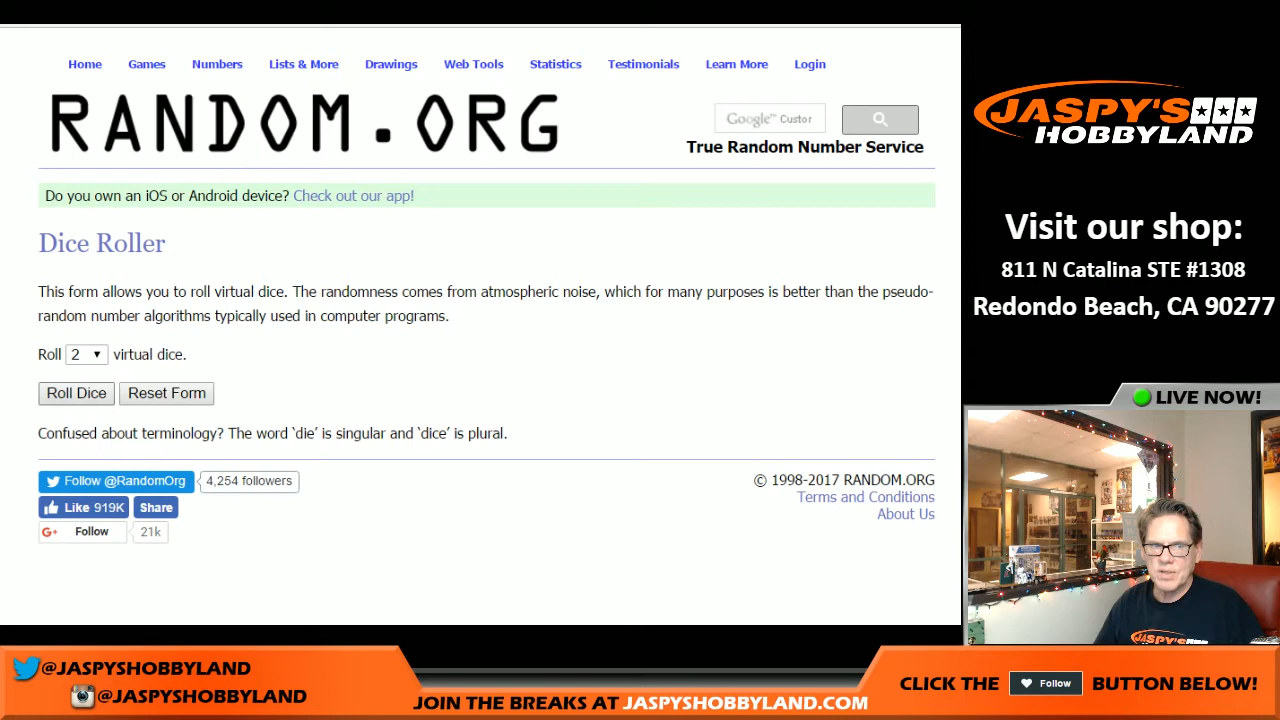 Home Games Numbers Lists & More Drawings Web Tools Statistics Testimonials Learn More Login
RANDOM.ORG
Google™ Custor
True Random Number Service
Do you own an iOS or Android device? Check out our app!
Dice Roller
This form allows you to roll virtual dice. The randomness comes from atmospheric noise, which for many purposes is better than the pseudo-
random number algorithms typically used in computer programs.
Roll 2 virtual dice.
Roll Dice Reset Form
Confused about terminology? The word ‘die’ is singular and ‘dice’ is plural.
Follow @RandomOrg 4,254 followers
Like 919K Share
G+ Follow 21k
© 1998-2017 RANDOM.ORG
Terms and Conditions
About Us
JASPY'S
HOBBYLAND
Visit our shop:
811 N Catalina STE #1308
Redondo Beach, CA 90277
LIVE NOW!
JASPY'S
HOBBYLAND
@JASPYSHOBBYLAND
@JASPYSHOBBYLAND
JOIN THE BREAKS AT JASPYSHOBBYLAND.COM
CLICK THE Follow BUTTON BELOW!